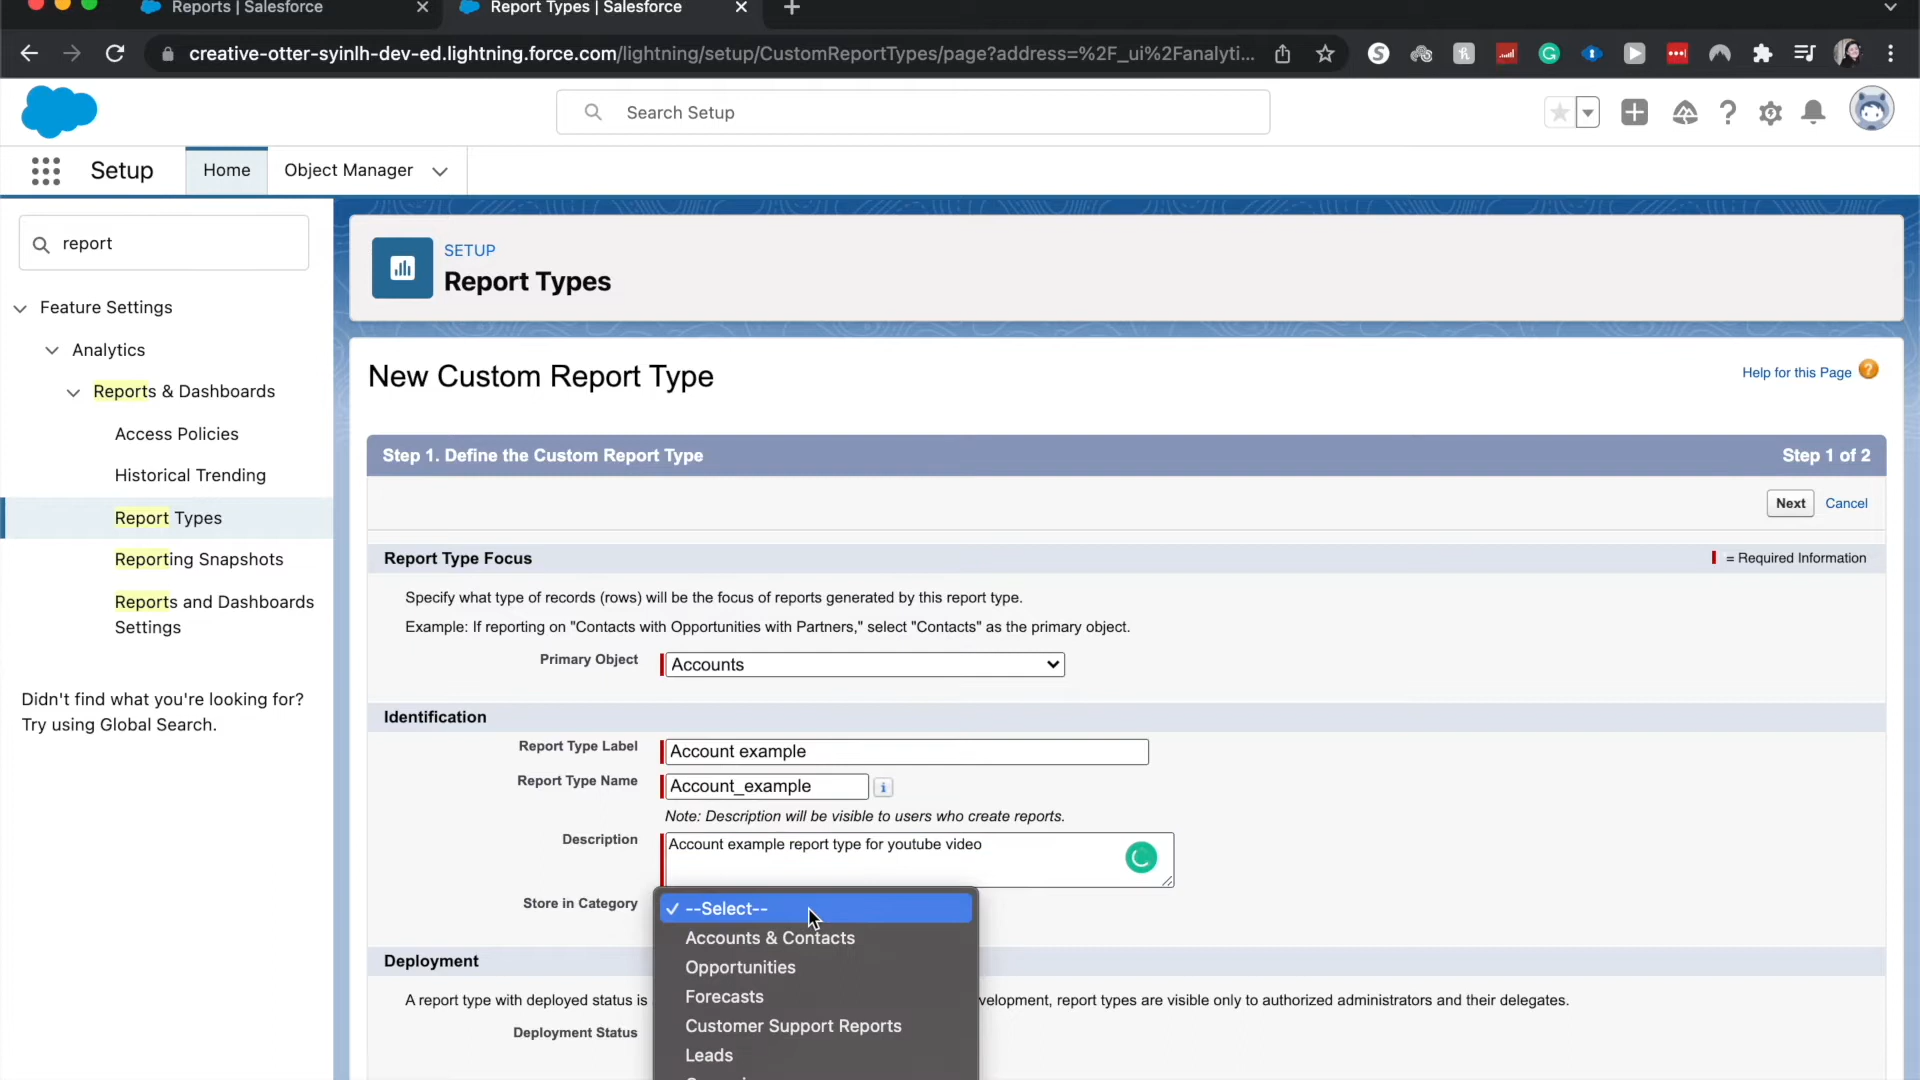 Reports | Salesforce
Report Types | Salesforce
creative-otter-syinlh-dev-ed.lightning.force.com/lightning/setup/CustomReportTypes/page?address=%2F_ui%2Fanalyti...
Search Setup
Setup
Home
Object Manager
report
Feature Settings
Analytics
Reports & Dashboards
Access Policies
Historical Trending
Report Types
Reporting Snapshots
Reports and Dashboards
Settings
Didn't find what you're looking for?
Try using Global Search.
SETUP
Report Types
New Custom Report Type
Help for this Page
Step 1. Define the Custom Report Type
Step 1 of 2
Next
Cancel
Report Type Focus
= Required Information
Specify what type of records (rows) will be the focus of reports generated by this report type.
Example: If reporting on "Contacts with Opportunities with Partners," select "Contacts" as the primary object.
Primary Object
Accounts
Identification
Report Type Label
Account example
Report Type Name
Account_example
Note: Description will be visible to users who create reports.
Description
Account example report type for youtube video
Store in Category
--Select--
Accounts & Contacts
Opportunities
Forecasts
Customer Support Reports
Leads
Deployment
A report type with deployed status is
velopment, report types are visible only to authorized administrators and their delegates.
Deployment Status